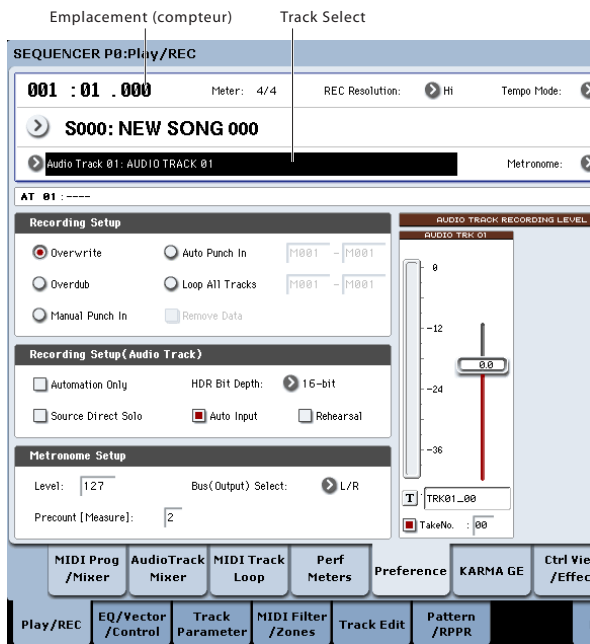 Emplacement (compteur) Track Select
SEQUENCER P0:Play/REC
001 :01 .000 Meter: 4/4 REC Resolution: Hi Tempo Mode:
S000: NEW SONG 000
Audio Track 01: AUDIO TRACK 01 Metronome:
AT 01 :----
Recording Setup
Overwrite Auto Punch In M001 - M001
Overdub Loop All Tracks M001 - M001
Manual Punch In Remove Data
Recording Setup(Audio Track)
Automation Only HDR Bit Depth: 16-bit
Source Direct Solo Auto Input Rehearsal
Metronome Setup
Level: 127 Bus(Output) Select: L/R
Precount [Measure]: 2
AUDIO TRACK RECORDING LEVEL
AUDIO TRK 01
0
-12
0.0
-24
-36
T TRK01_00
TakeNo. : 00
MIDI Prog /Mixer
AudioTrack Mixer
MIDI Track Loop
Perf Meters
Preference
KARMA GE
Play/REC
EQ/Vector /Control
Track Parameter
MIDI Filter /Zones
Track Edit
Pattern /RPPR